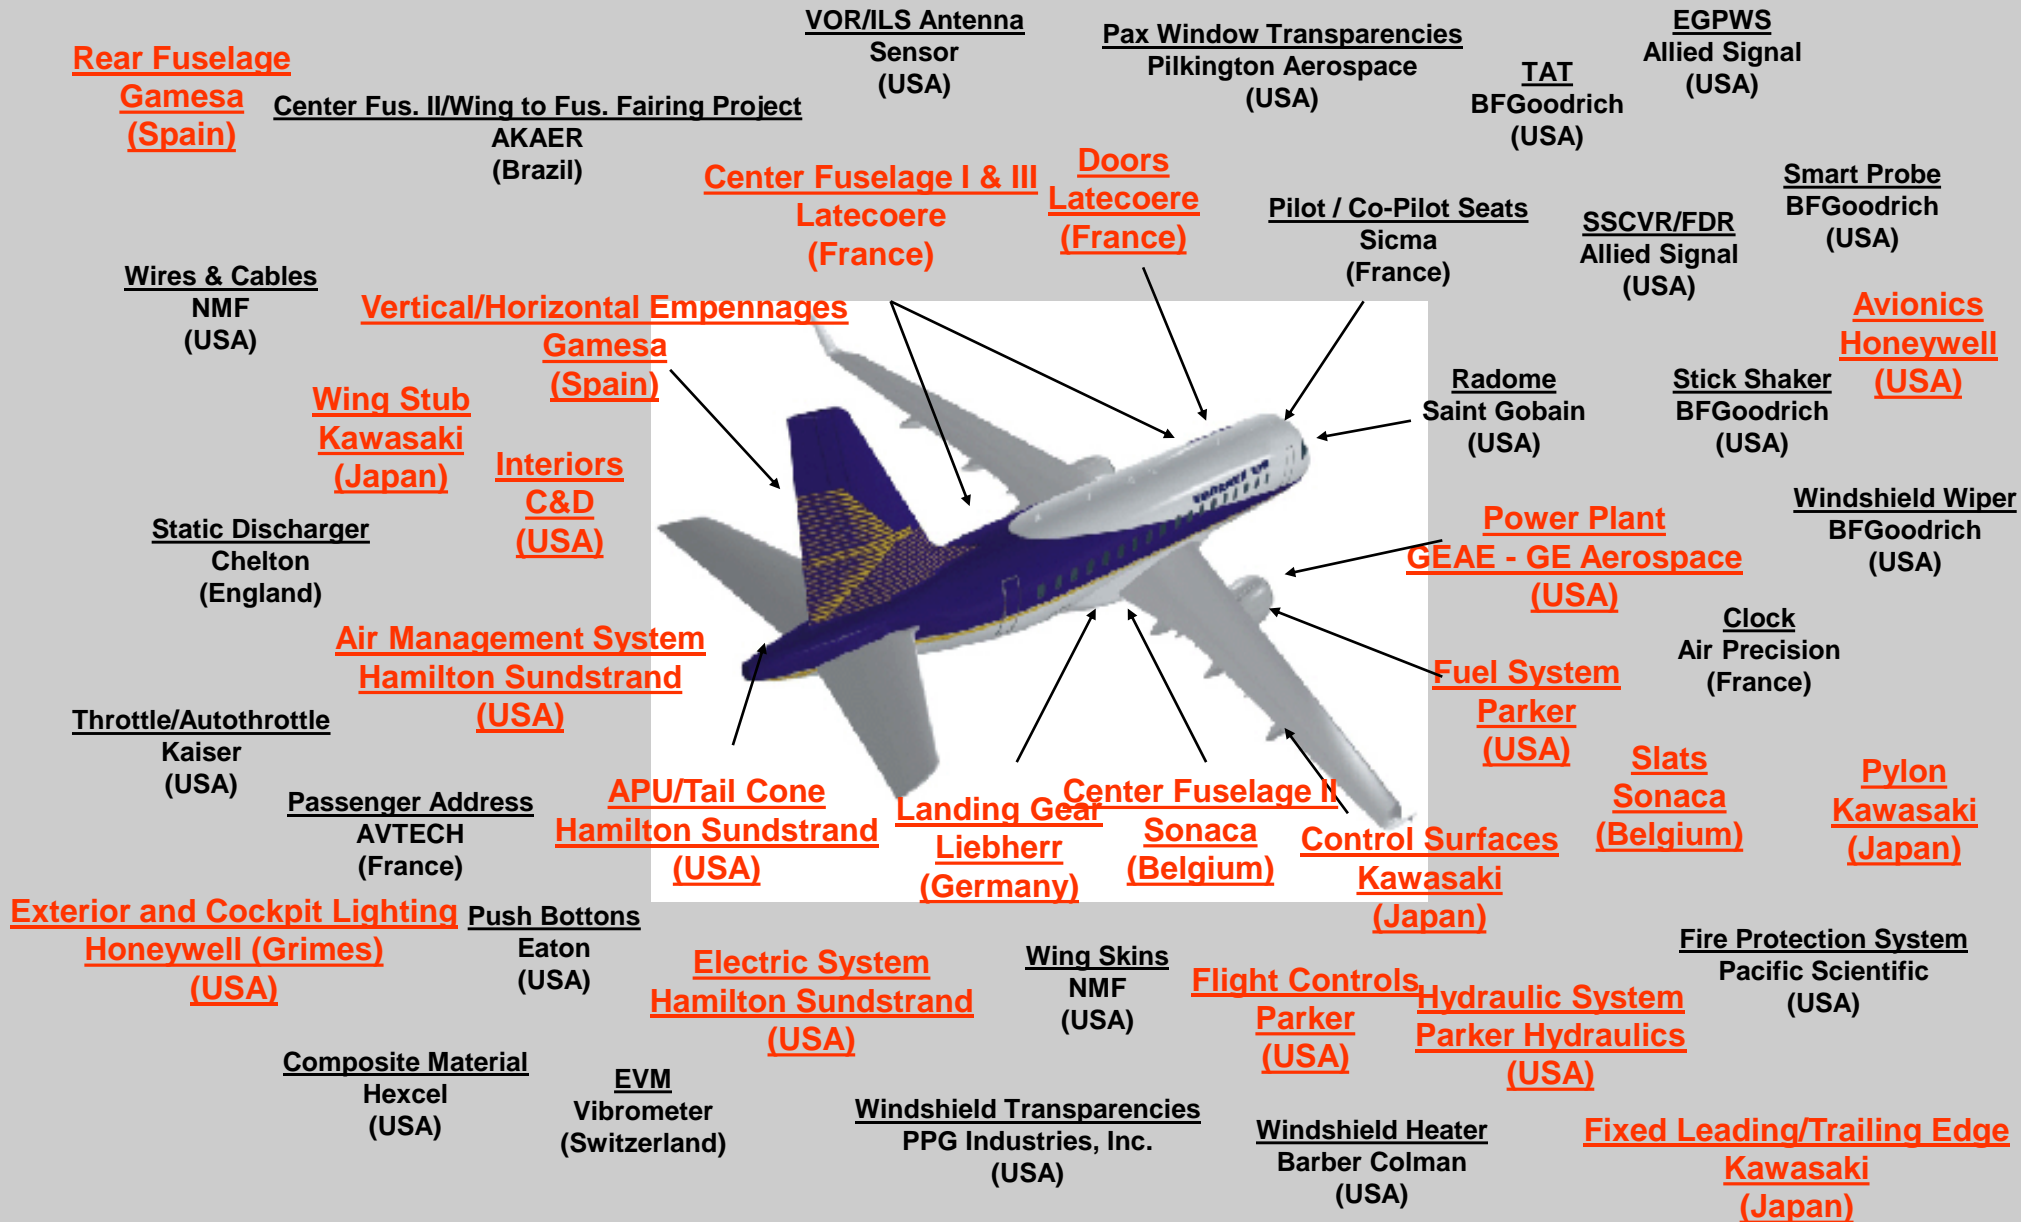 VOR/ILS Antenna
Sensor
(USA)
Pax Window Transparencies
Pilkington Aerospace
(USA)
EGPWS
Allied Signal
(USA)
Rear Fuselage
Gamesa
(Spain)
TAT
BFGoodrich
(USA)
Center Fus. II/Wing to Fus. Fairing Project
AKAER
(Brazil)
Center Fuselage I & III
Latecoere
(France)
Doors
Latecoere
(France)
Pilot / Co-Pilot Seats
Sicma
(France)
SSCVR/FDR
Allied Signal
(USA)
Smart Probe
BFGoodrich
(USA)
Wires & Cables
NMF
(USA)
Vertical/Horizontal Empennages
Gamesa
(Spain)
Avionics
Honeywell
(USA)
Wing Stub
Kawasaki
(Japan)
Interiors
C&D
(USA)
Radome
Saint Gobain
(USA)
Stick Shaker
BFGoodrich
(USA)
Static Discharger
Chelton
(England)
Power Plant
GEAE - GE Aerospace
(USA)
Windshield Wiper
BFGoodrich
(USA)
Air Management System
Hamilton Sundstrand
(USA)
Clock
Air Precision
(France)
Fuel System
Parker
(USA)
Throttle/Autothrottle
Kaiser
(USA)
Passenger Address
AVTECH
(France)
APU/Tail Cone
Hamilton Sundstrand
(USA)
Landing Gear
Liebherr
(Germany)
Center Fuselage II
Sonaca
(Belgium)
Control Surfaces
Kawasaki
(Japan)
Slats
Sonaca
(Belgium)
Pylon
Kawasaki
(Japan)
Exterior and Cockpit Lighting
Honeywell (Grimes)
(USA)
Push Bottons
Eaton
(USA)
Electric System
Hamilton Sundstrand
(USA)
Wing Skins
NMF
(USA)
Flight Controls
Parker
(USA)
Hydraulic System
Parker Hydraulics
(USA)
Fire Protection System
Pacific Scientific
(USA)
Composite Material
Hexcel
(USA)
EVM
Vibrometer
(Switzerland)
Windshield Transparencies
PPG Industries, Inc.
(USA)
Windshield Heater
Barber Colman
(USA)
Fixed Leading/Trailing Edge
Kawasaki
(Japan)